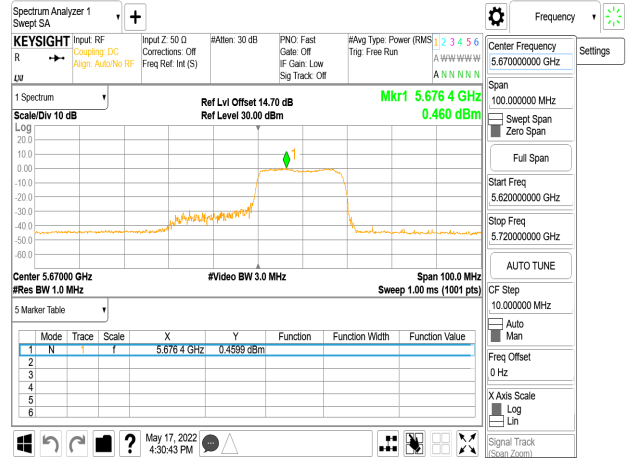 Spectrum Analyzer 1
Swept SA
Frequency
Settings
KEYSIGHT
R
LXI
Input: RF
Coupling: DC
Align: Auto/No RF
Input Z: 50 Ω
Corrections: Off
Freq Ref: Int (S)
#Atten: 30 dB
PNO: Fast
Gate: Off
IF Gain: Low
Sig Track: Off
#Avg Type: Power (RMS
Trig: Free Run
1 2 3 4 5 6
A W W W W W
A N N N N N
1 Spectrum
Scale/Div 10 dB
Ref Lvl Offset 14.70 dB
Ref Level 30.00 dBm
Mkr1 5.676 4 GHz
0.460 dBm
Log
20.0
10.0
0.00
-10.0
-20.0
-30.0
-40.0
-50.0
-60.0
1
Center 5.67000 GHz
#Res BW 1.0 MHz
#Video BW 3.0 MHz
Span 100.0 MHz
Sweep 1.00 ms (1001 pts)
5 Marker Table
Mode Trace Scale X Y Function Function Width Function Value
1 N 1 f 5.676 4 GHz 0.4599 dBm
2
3
4
5
6
May 17, 2022
4:30:43 PM
Center Frequency
5.670000000 GHz
Span
100.000000 MHz
Swept Span
Zero Span
Full Span
Start Freq
5.620000000 GHz
Stop Freq
5.720000000 GHz
AUTO TUNE
CF Step
10.000000 MHz
Auto
Man
Freq Offset
0 Hz
X Axis Scale
Log
Lin
Signal Track
(Span Zoom)